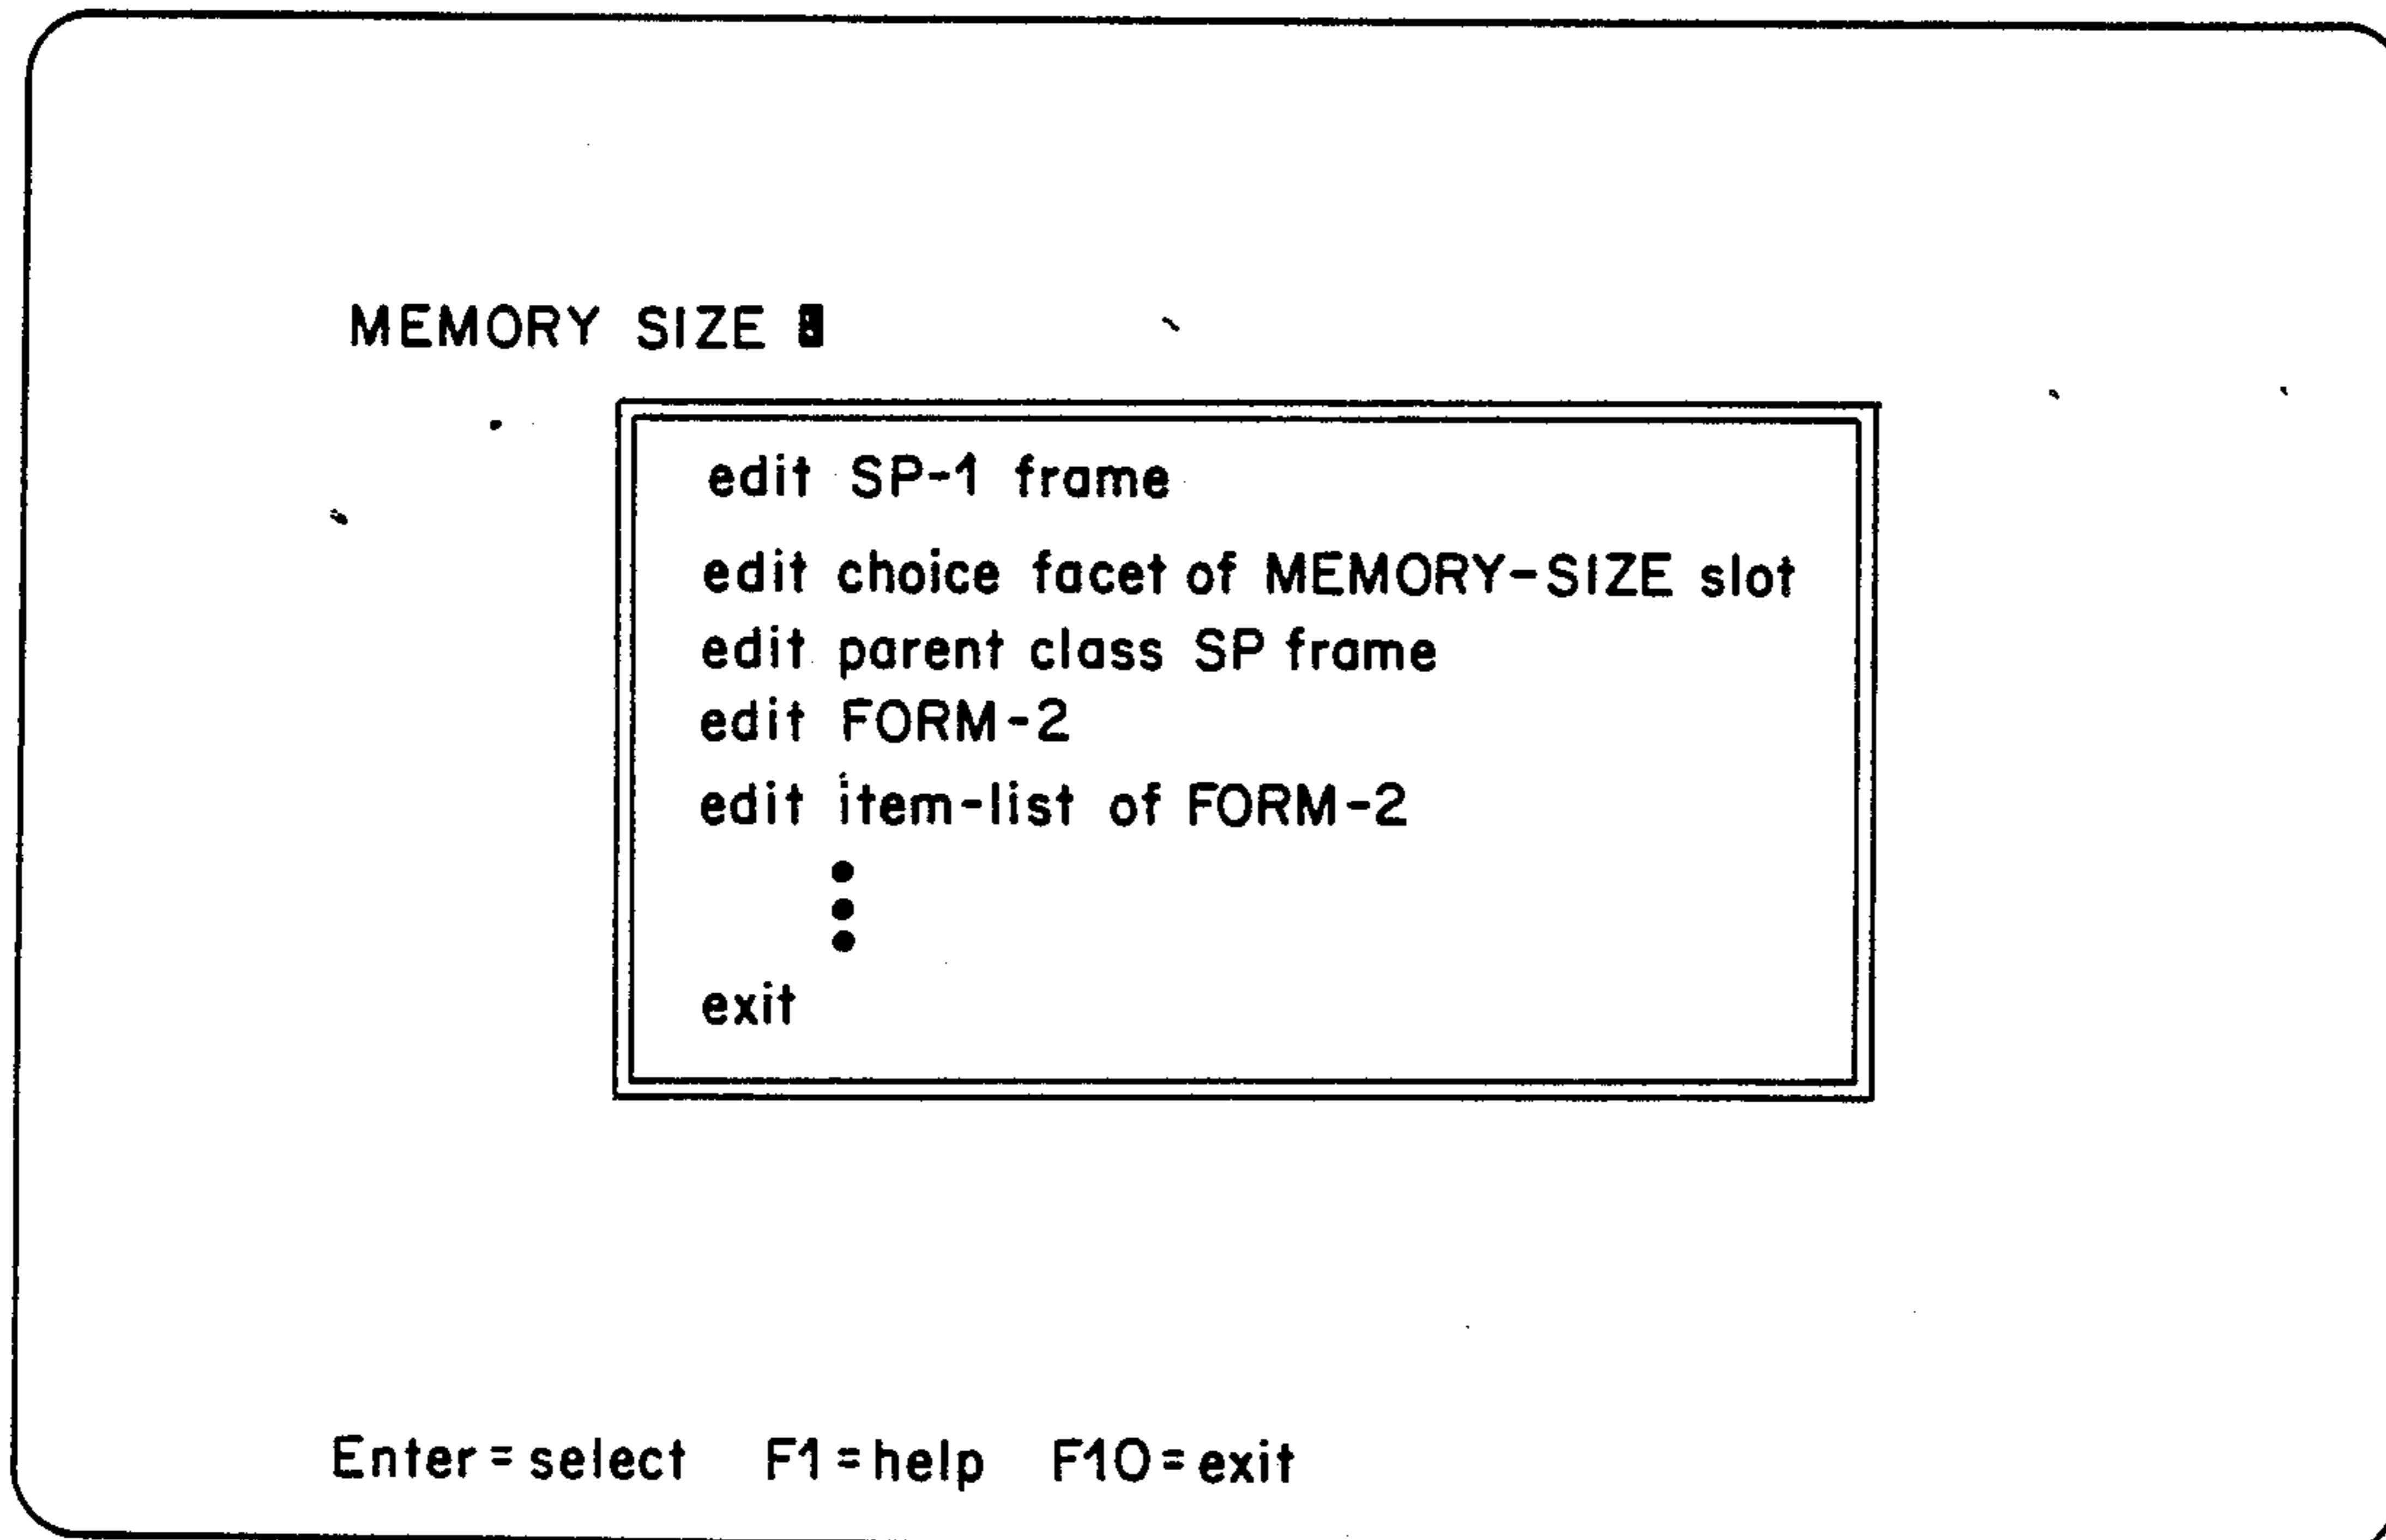 MEMORY SIZE :
edit SP-1 frame
edit choice facet of MEMORY-SIZE slot
edit parent class SP frame
edit FORM-2
edit item-list of FORM-2
exit
Enter=select F1=help F10=exit